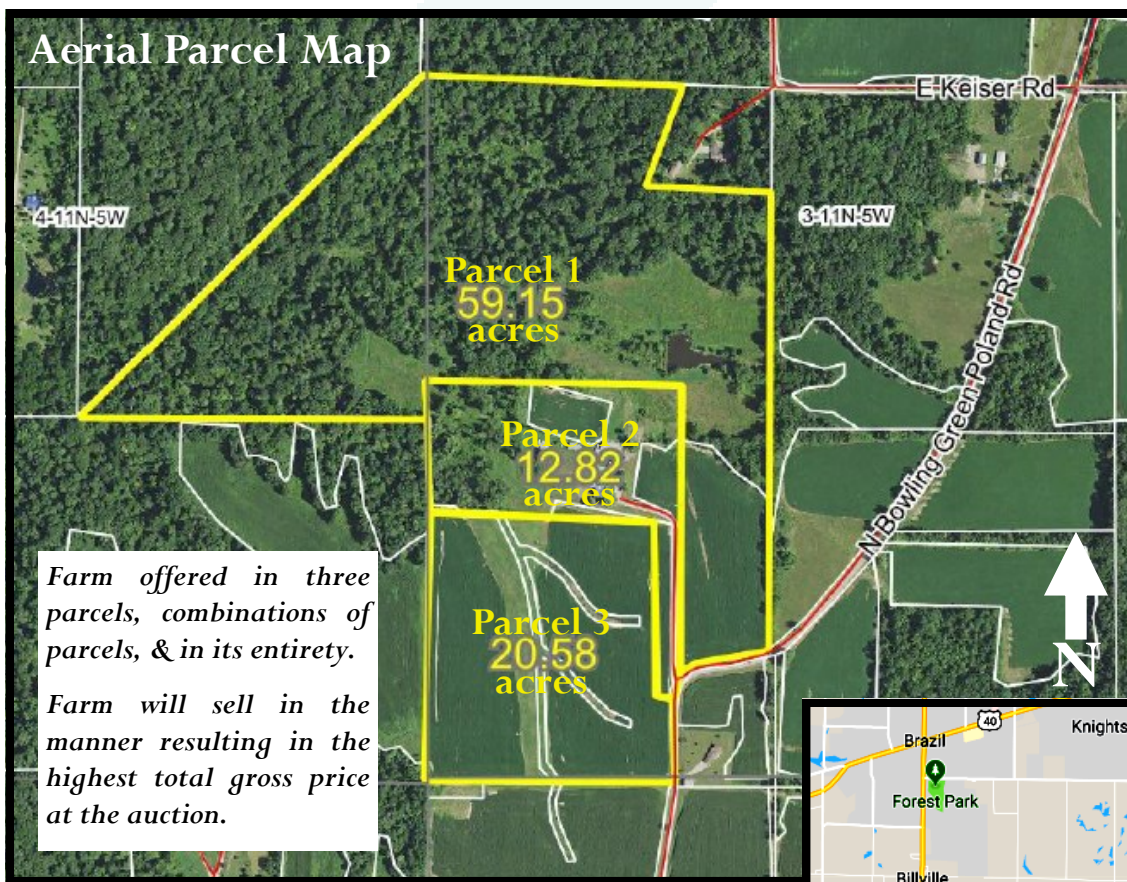 Aerial Parcel Map
E Keiser Rd
4-11N-5W
3-11N-5W
Parcel 1
59.15
acres
Parcel 2
12.82
acres
N Bowling Green Poland Rd
Farm offered in three
parcels, combinations of
parcels, & in its entirety.
Farm will sell in the
manner resulting in the
highest total gross price
at the auction.
Parcel 3
20.58
acres
N
40
Knights
Brazil
Forest Park
Billville